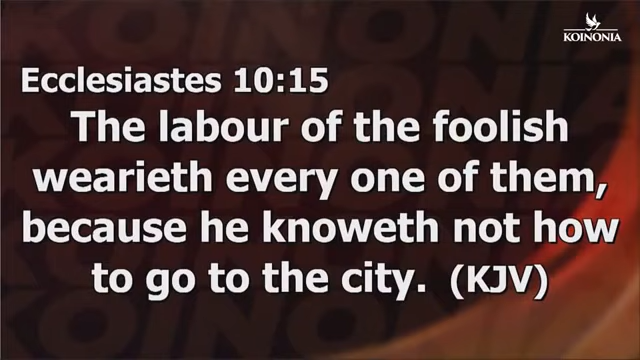 KOINONIA
Ecclesiastes 10:15
The labour of the foolish
wearieth every one of them,
because he knoweth not how
to go to the city. (KJV)